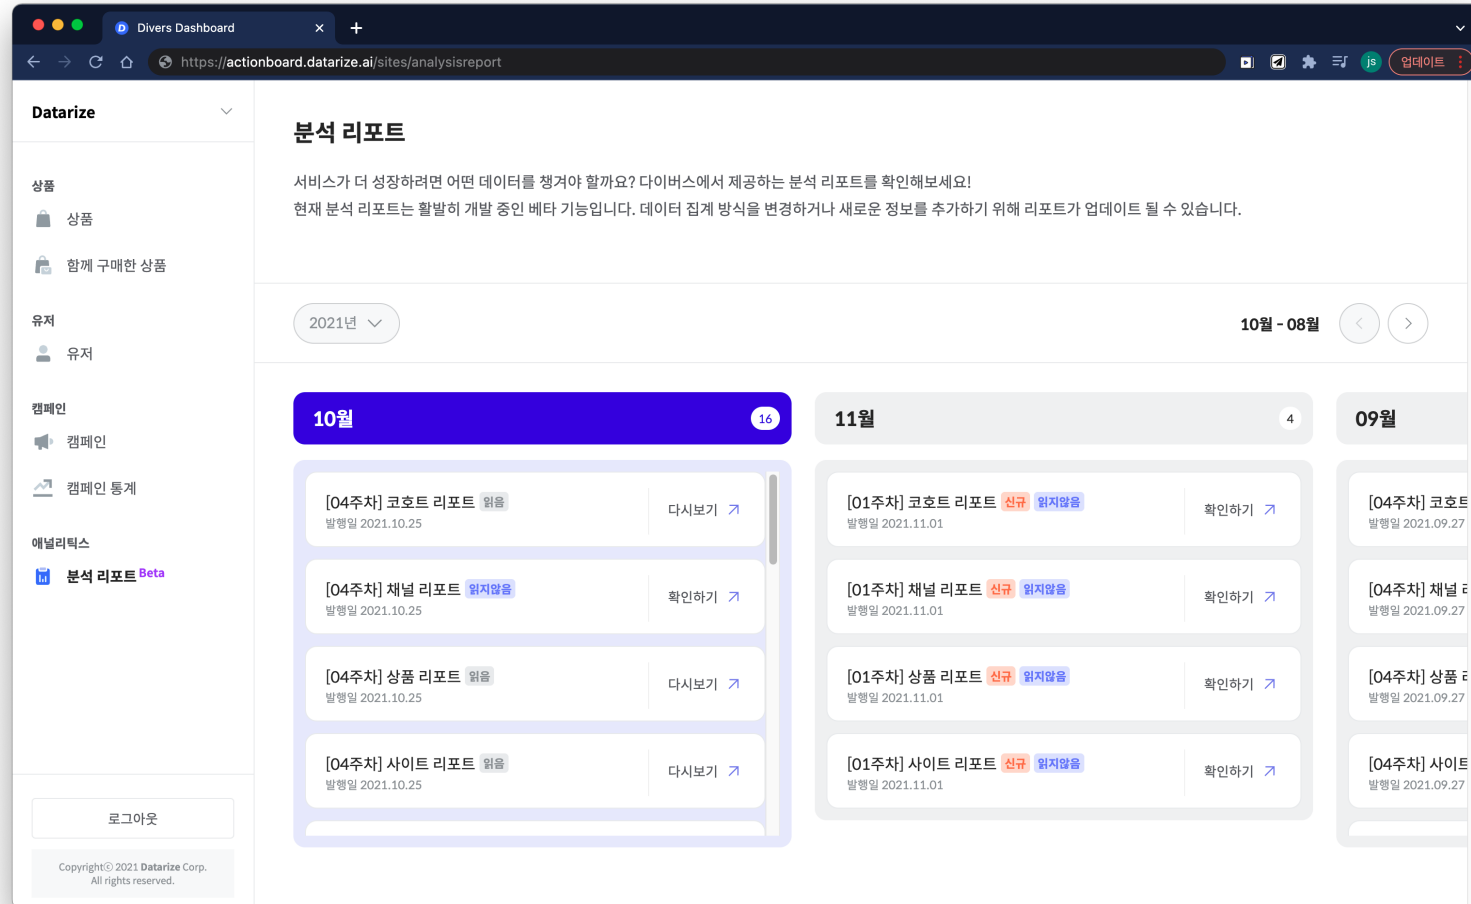 Divers Dashboard
https://actionboard.datarize.ai/sites/analysisreport
js
업데이트
Datarize
상품
상품
함께 구매한 상품
유저
유저
캠페인
캠페인
캠페인 통계
애널리틱스
분석 리포트 Beta
로그아웃
Copyrightⓒ 2021 Datarize Corp.
All rights reserved.
분석 리포트
서비스가 더 성장하려면 어떤 데이터를 챙겨야 할까요? 다이버스에서 제공하는 분석 리포트를 확인해보세요!
현재 분석 리포트는 활발히 개발 중인 베타 기능입니다. 데이터 집계 방식을 변경하거나 새로운 정보를 추가하기 위해 리포트가 업데이트 될 수 있습니다.
2021년
10월 - 08월
10월 16
[04주차] 코호트 리포트 읽음
발행일 2021.10.25
다시보기
[04주차] 채널 리포트 읽지않음
발행일 2021.10.25
확인하기
[04주차] 상품 리포트 읽음
발행일 2021.10.25
다시보기
[04주차] 사이트 리포트 읽음
발행일 2021.10.25
다시보기
11월 4
[01주차] 코호트 리포트 신규 읽지않음
발행일 2021.11.01
확인하기
[01주차] 채널 리포트 신규 읽지않음
발행일 2021.11.01
확인하기
[01주차] 상품 리포트 신규 읽지않음
발행일 2021.11.01
확인하기
[01주차] 사이트 리포트 신규 읽지않음
발행일 2021.11.01
확인하기
09월
[04주차] 코호트
발행일 2021.09.27
[04주차] 채널
발행일 2021.09.27
[04주차] 상품
발행일 2021.09.27
[04주차] 사이트
발행일 2021.09.27